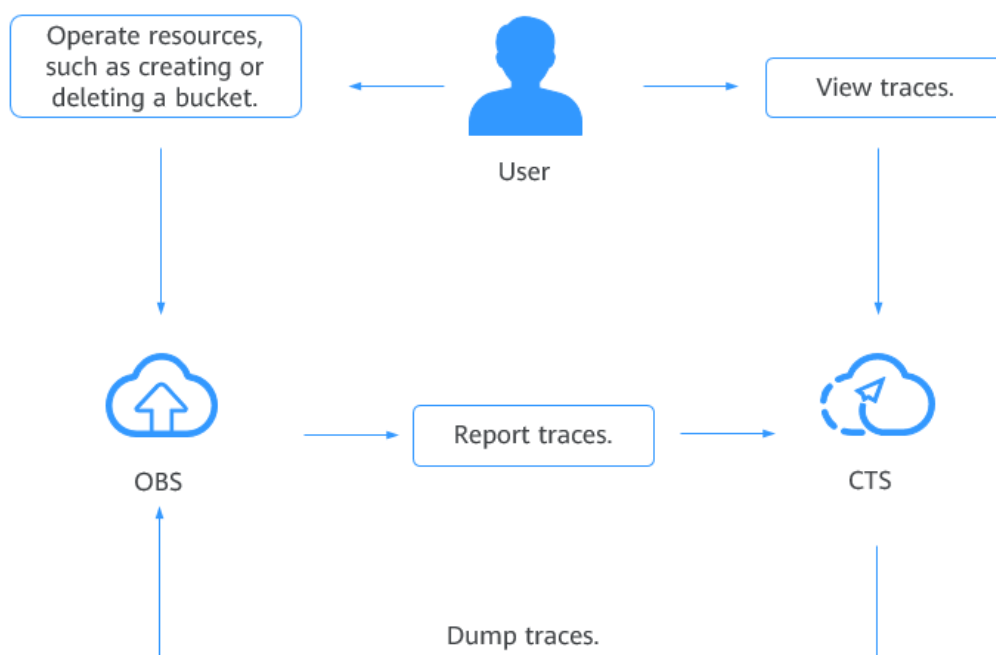 Operate resources,
such as creating or
deleting a bucket.
View traces.
User
Report traces.
OBS
CTS
Dump traces.